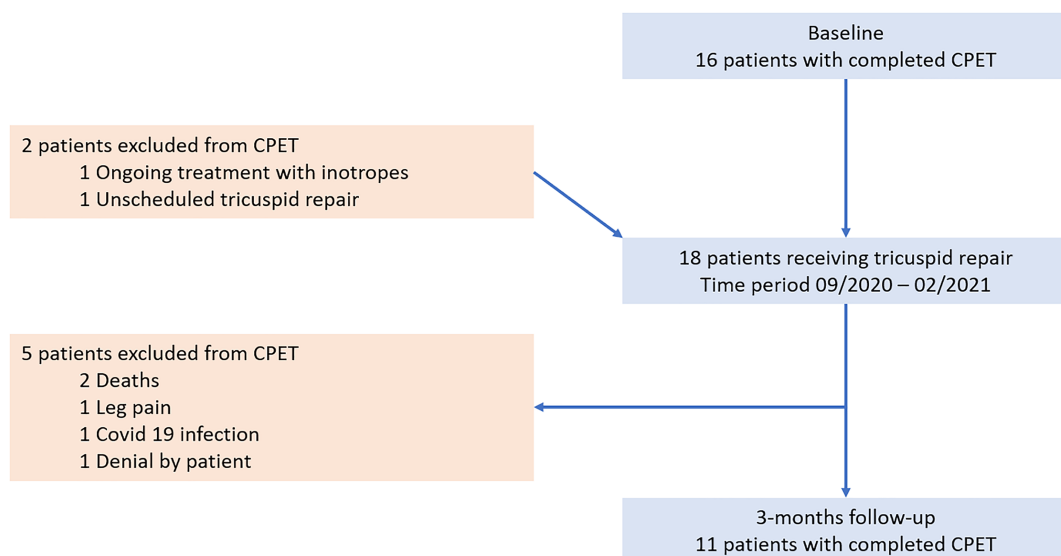 Baseline
16 patients with completed CPET
2 patients excluded from CPET
1 Ongoing treatment with inotropes
1 Unscheduled tricuspid repair
18 patients receiving tricuspid repair
Time period 09/2020 – 02/2021
5 patients excluded from CPET
2 Deaths
1 Leg pain
1 Covid 19 infection
1 Denial by patient
3-months follow-up
11 patients with completed CPET